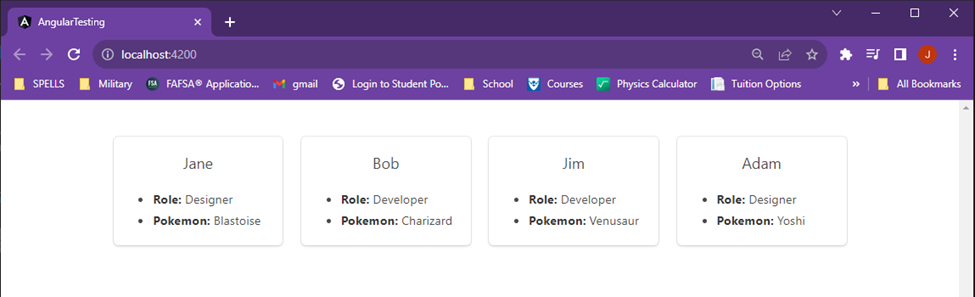 AngularTesting
localhost:4200
SPELLS Military FAFSA® Applicatio... gmail Login to Student Po... School Courses Physics Calculator Tuition Options » All Bookmarks
Jane Bob Jim Adam
Role: Designer Role: Developer Role: Developer Role: Designer
Pokemon: Blastoise Pokemon: Charizard Pokemon: Venusaur Pokemon: Yoshi